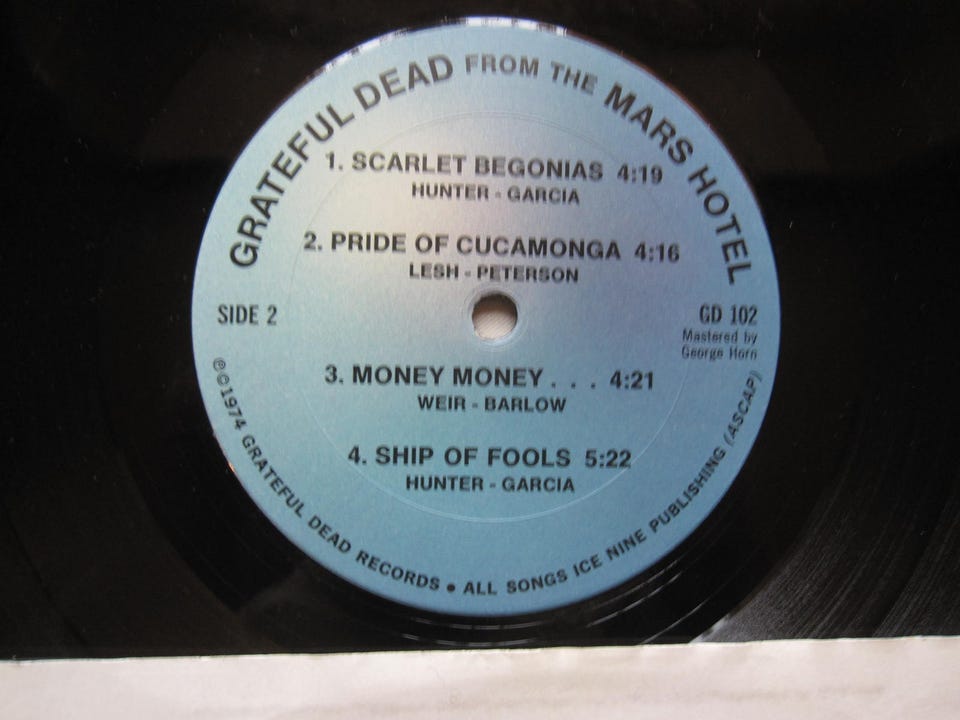 GRATEFUL DEAD FROM THE MARS HOTEL
1. SCARLET BEGONIAS 4:19
HUNTER - GARCIA
2. PRIDE OF CUCAMONGA 4:16
LESH - PETERSON
SIDE 2
GD 102
Mastered by
George Horn
3. MONEY MONEY . . . 4:21
WEIR - BARLOW
4. SHIP OF FOOLS 5:22
HUNTER - GARCIA
℗©1974 GRATEFUL DEAD RECORDS • ALL SONGS ICE NINE PUBLISHING (ASCAP)